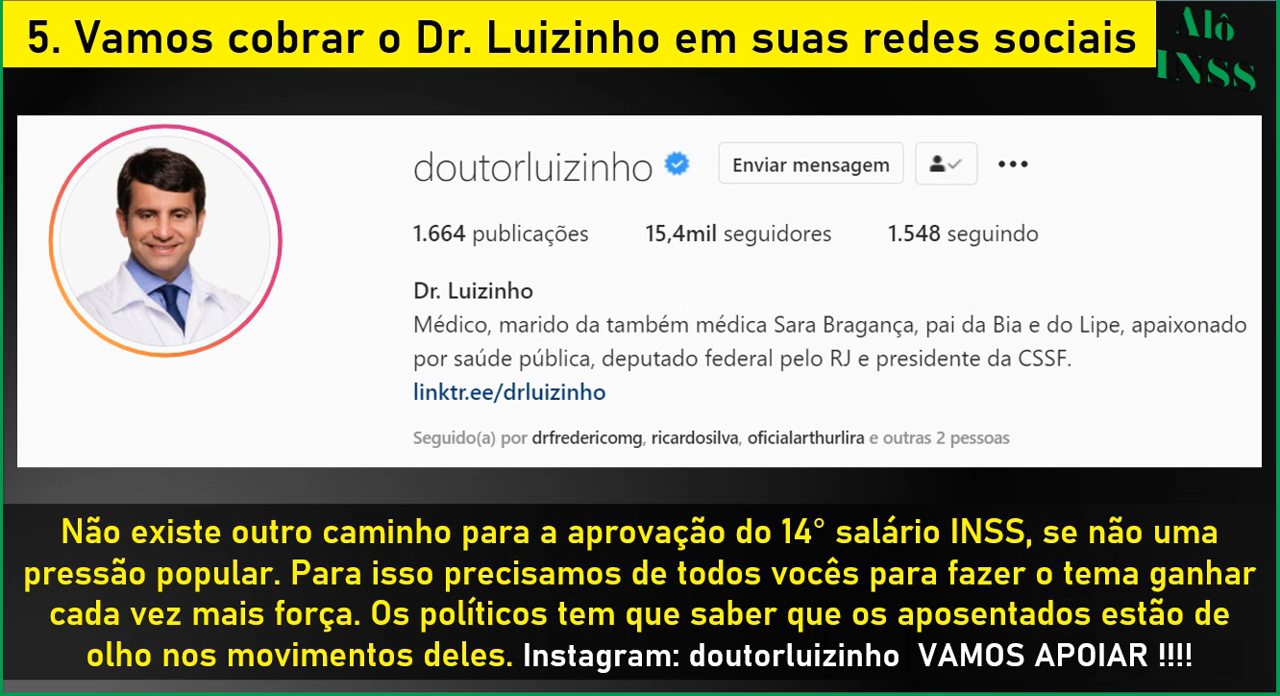 5. Vamos cobrar o Dr. Luizinho em suas redes sociais
Alô
INSS
doutorluizinho
Enviar mensagem
1.664 publicações
15,4mil seguidores
1.548 seguindo
Dr. Luizinho
Médico, marido da também médica Sara Bragança, pai da Bia e do Lipe, apaixonado
por saúde pública, deputado federal pelo RJ e presidente da CSSF.
linktr.ee/drluizinho
Seguido(a) por drfredericomg, ricardosilva, oficialarthurlira e outras 2 pessoas
Não existe outro caminho para a aprovação do 14° salário INSS, se não uma
pressão popular. Para isso precisamos de todos vocês para fazer o tema ganhar
cada vez mais força. Os políticos tem que saber que os aposentados estão de
olho nos movimentos deles. Instagram: doutorluizinho VAMOS APOIAR !!!!